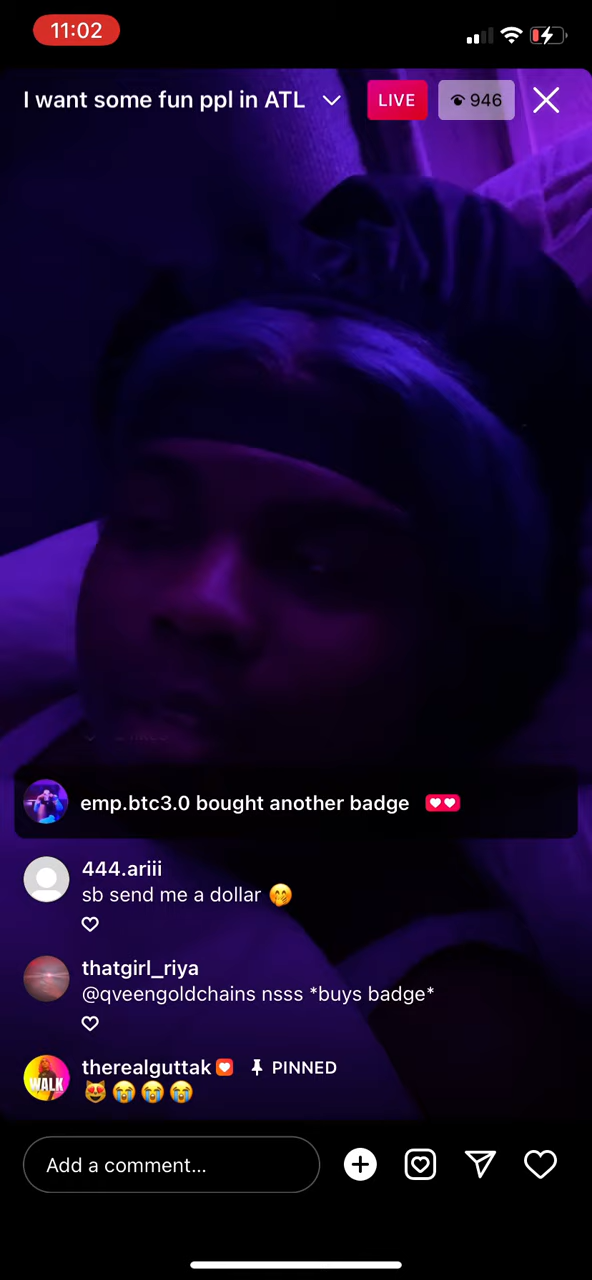 11:02
I want some fun ppl in ATL
LIVE
946
emp.btc3.0 bought another badge
444.ariii
sb send me a dollar 🤭
thatgirl_riya
@qveengoldchains nsss *buys badge*
therealguttak PINNED
WALK
😻😭😭😭
Add a comment...